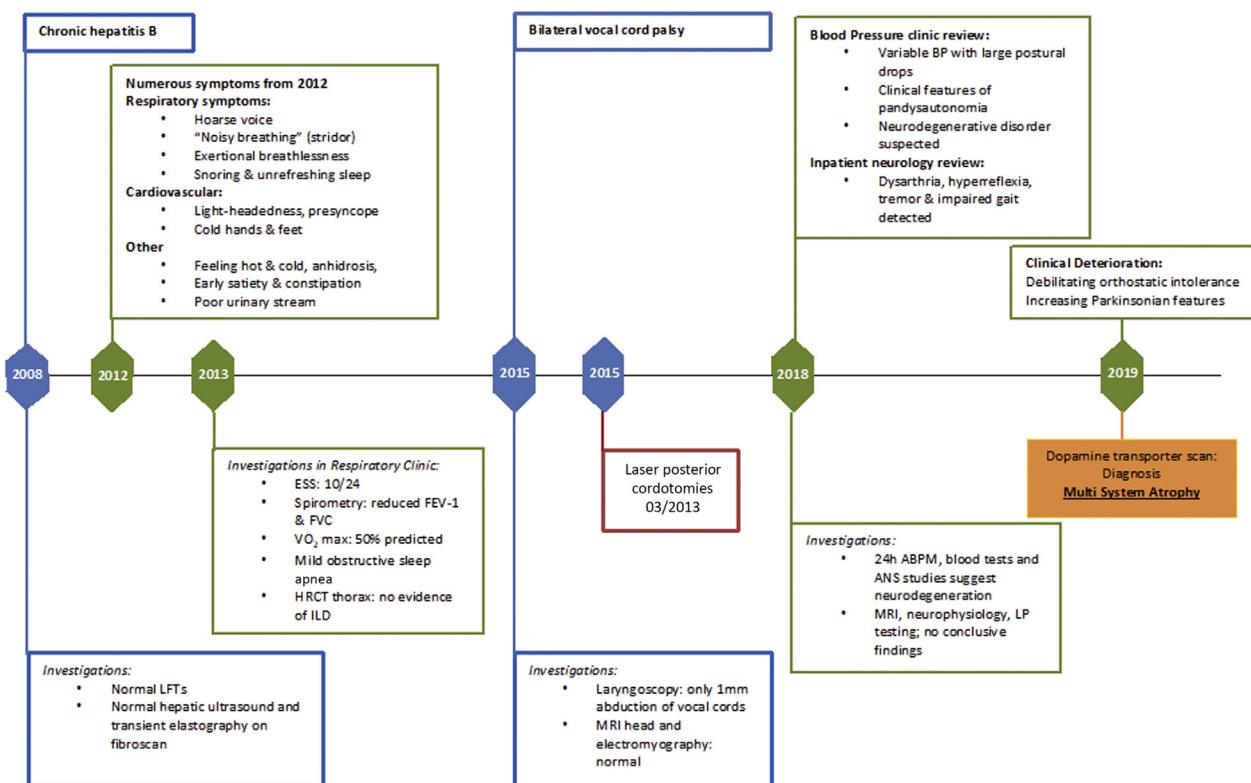 Chronic hepatitis B
Numerous symptoms from 2012
Respiratory symptoms:
• Hoarse voice
• “Noisy breathing” (stridor)
• Exertional breathlessness
• Snoring & unrefreshing sleep
Cardiovascular:
• Light-headedness, presyncope
• Cold hands & feet
Other
• Feeling hot & cold, anhidrosis,
• Early satiety & constipation
• Poor urinary stream
Bilateral vocal cord palsy
Blood Pressure clinic review:
• Variable BP with large postural
drops
• Clinical features of
pandysautonomia
• Neurodegenerative disorder
suspected
Inpatient neurology review:
• Dysarthria, hyperreflexia,
tremor & impaired gait
detected
Clinical Deterioration:
Debilitating orthostatic intolerance
Increasing Parkinsonian features
2008
2012
2013
2015
2015
2018
2019
Investigations in Respiratory Clinic:
• ESS: 10/24
• Spirometry: reduced FEV-1
& FVC
• VO₂ max: 50% predicted
• Mild obstructive sleep
apnea
• HRCT thorax: no evidence
of ILD
Laser posterior
cordotomies
03/2013
Dopamine transporter scan:
Diagnosis
Multi System Atrophy
Investigations:
• 24h ABPM, blood tests and
ANS studies suggest
neurodegeneration
• MRI, neurophysiology, LP
testing; no conclusive
findings
Investigations:
• Normal LFTs
• Normal hepatic ultrasound and
transient elastography on
fibroscan
Investigations:
• Laryngoscopy: only 1mm
abduction of vocal cords
• MRI head and
electromyography:
normal